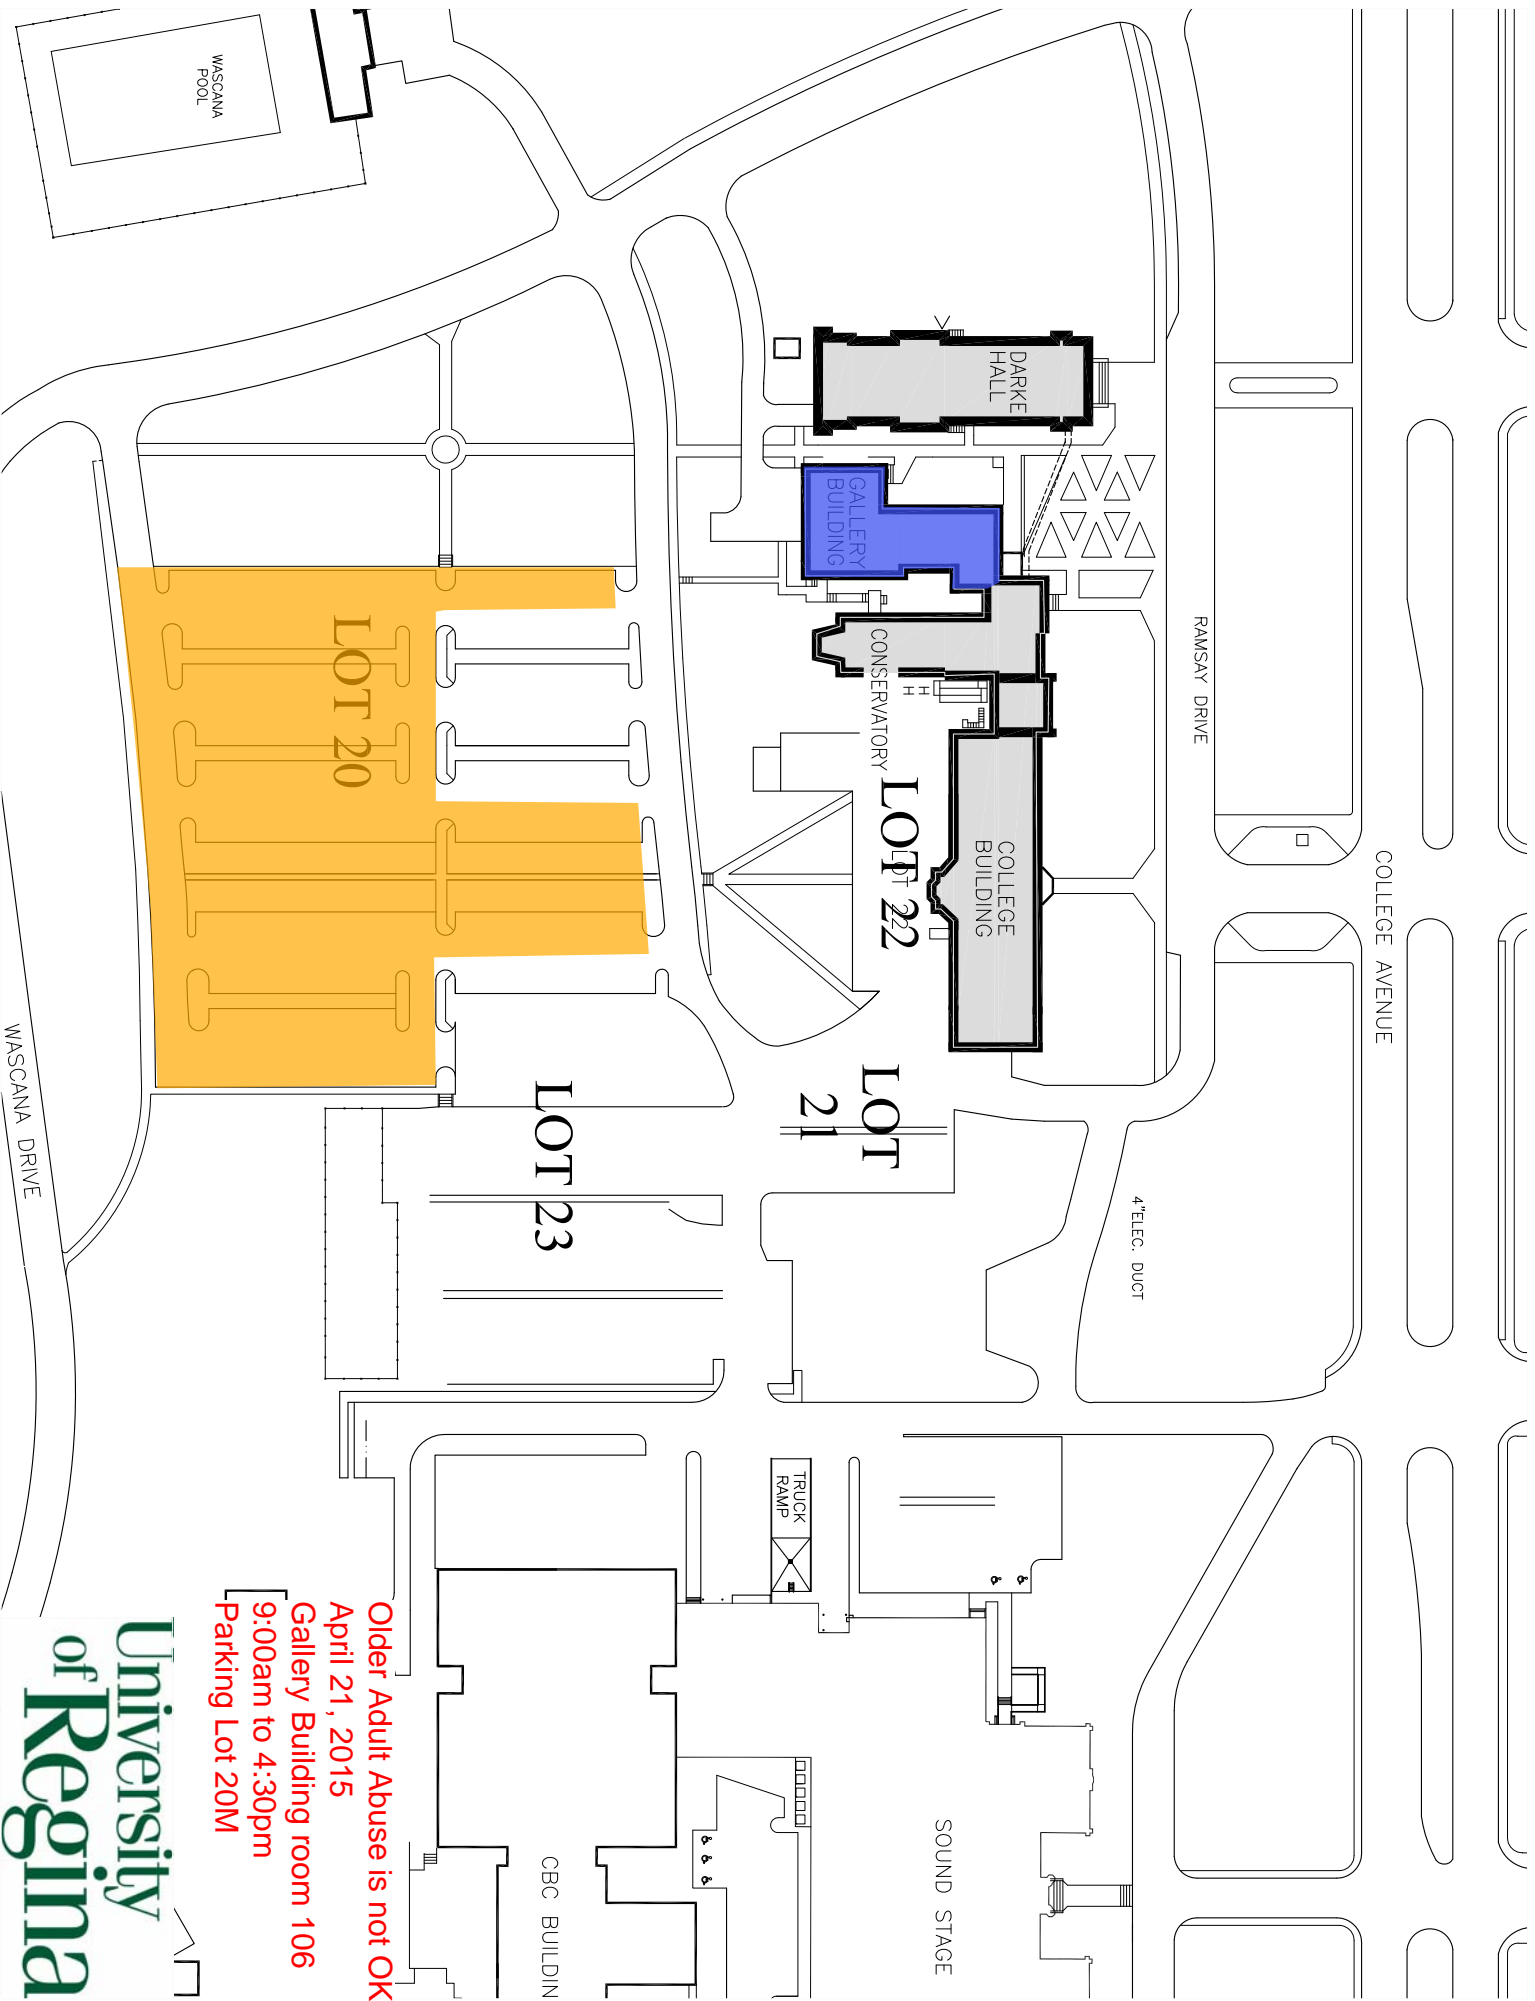 COLLEGE AVENUE
RAMSAY DRIVE
4"ELEC. DUCT
DARKE
HALL
COLLEGE
BUILDING
SOUND STAGE
LOT 22
LOT 22
LOT
21
CONSERVATORY
H
H
GALLERY
BUILDING
TRUCK
RAMP
LOT 23
CBC BUILDIN
LOT 20
WASCANA
POOL
WASCANA DRIVE
Older Adult Abuse is not OK
April 21, 2015
Gallery Building room 106
9:00am to 4:30pm
Parking Lot 20M
University
of Regina